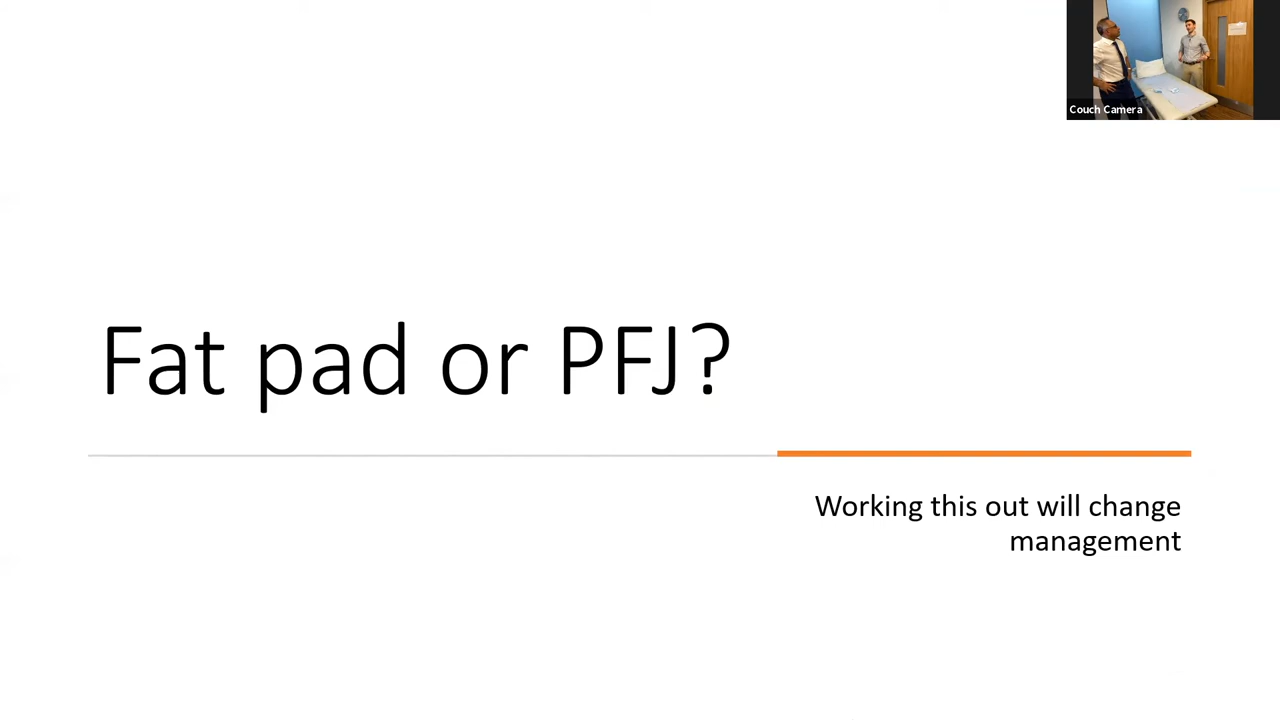 Couch Camera
Fat pad or PFJ?
Working this out will change
management